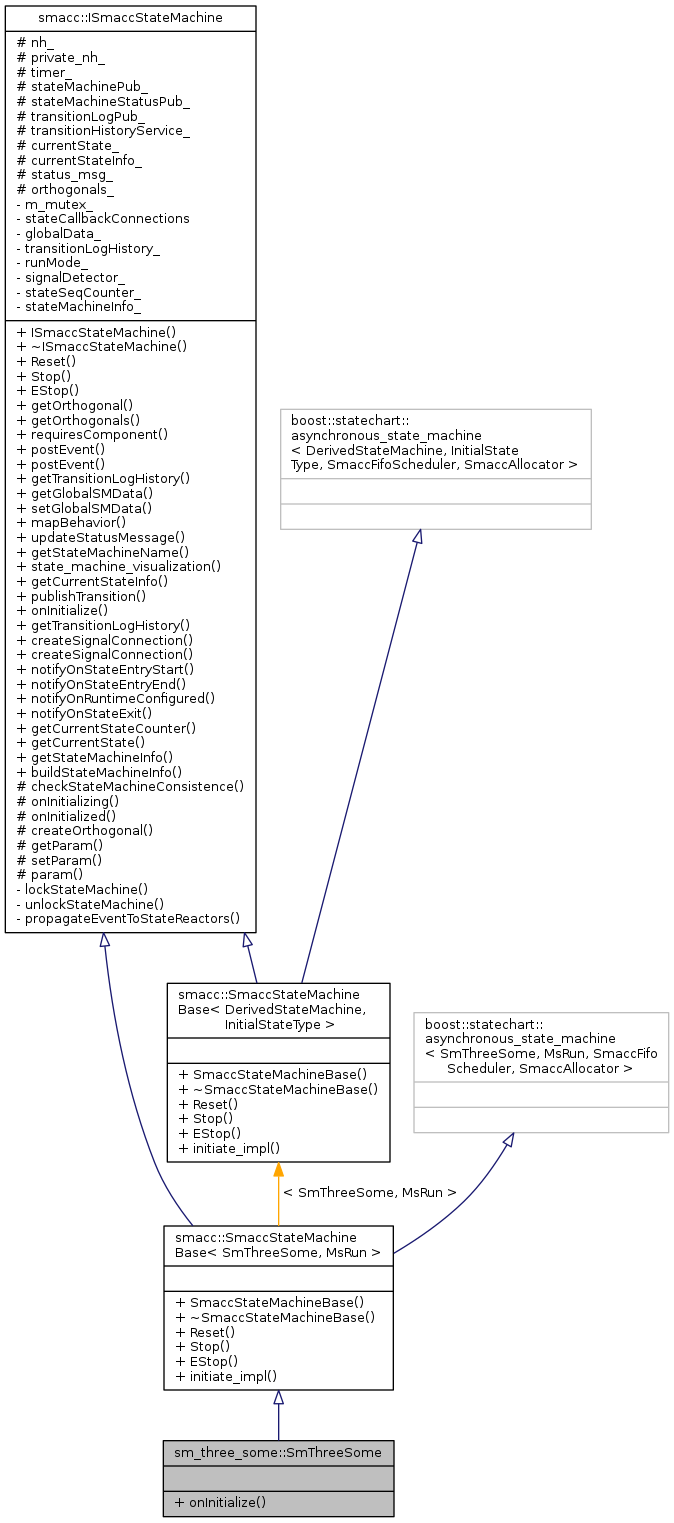 smacc::ISmaccStateMachine
# nh_
# private_nh_
# timer_
# stateMachinePub_
# stateMachineStatusPub_
# transitionLogPub_
# transitionHistoryService_
# currentState_
# currentStateInfo_
# status_msg_
# orthogonals_
- m_mutex_
- stateCallbackConnections
- globalData_
- transitionLogHistory_
- runMode_
- signalDetector_
- stateSeqCounter_
- stateMachineInfo_
+ ISmaccStateMachine()
+ ~ISmaccStateMachine()
+ Reset()
+ Stop()
+ EStop()
+ getOrthogonal()
+ getOrthogonals()
+ requiresComponent()
+ postEvent()
+ postEvent()
+ getTransitionLogHistory()
+ getGlobalSMData()
+ setGlobalSMData()
+ mapBehavior()
+ updateStatusMessage()
+ getStateMachineName()
+ state_machine_visualization()
+ getCurrentStateInfo()
+ publishTransition()
+ onInitialize()
+ getTransitionLogHistory()
+ createSignalConnection()
+ createSignalConnection()
+ notifyOnStateEntryStart()
+ notifyOnStateEntryEnd()
+ notifyOnRuntimeConfigured()
+ notifyOnStateExit()
+ getCurrentStateCounter()
+ getCurrentState()
+ getStateMachineInfo()
+ buildStateMachineInfo()
# checkStateMachineConsistence()
# onInitializing()
# onInitialized()
# createOrthogonal()
# getParam()
# setParam()
# param()
- lockStateMachine()
- unlockStateMachine()
- propagateEventToStateReactors()
boost::statechart::
asynchronous_state_machine
< DerivedStateMachine, InitialState
Type, SmaccFifoScheduler, SmaccAllocator >
smacc::SmaccStateMachine
Base< DerivedStateMachine,
InitialStateType >
+ SmaccStateMachineBase()
+ ~SmaccStateMachineBase()
+ Reset()
+ Stop()
+ EStop()
+ initiate_impl()
boost::statechart::
asynchronous_state_machine
< SmThreeSome, MsRun, SmaccFifo
Scheduler, SmaccAllocator >
< SmThreeSome, MsRun >
smacc::SmaccStateMachine
Base< SmThreeSome, MsRun >
+ SmaccStateMachineBase()
+ ~SmaccStateMachineBase()
+ Reset()
+ Stop()
+ EStop()
+ initiate_impl()
sm_three_some::SmThreeSome
+ onInitialize()